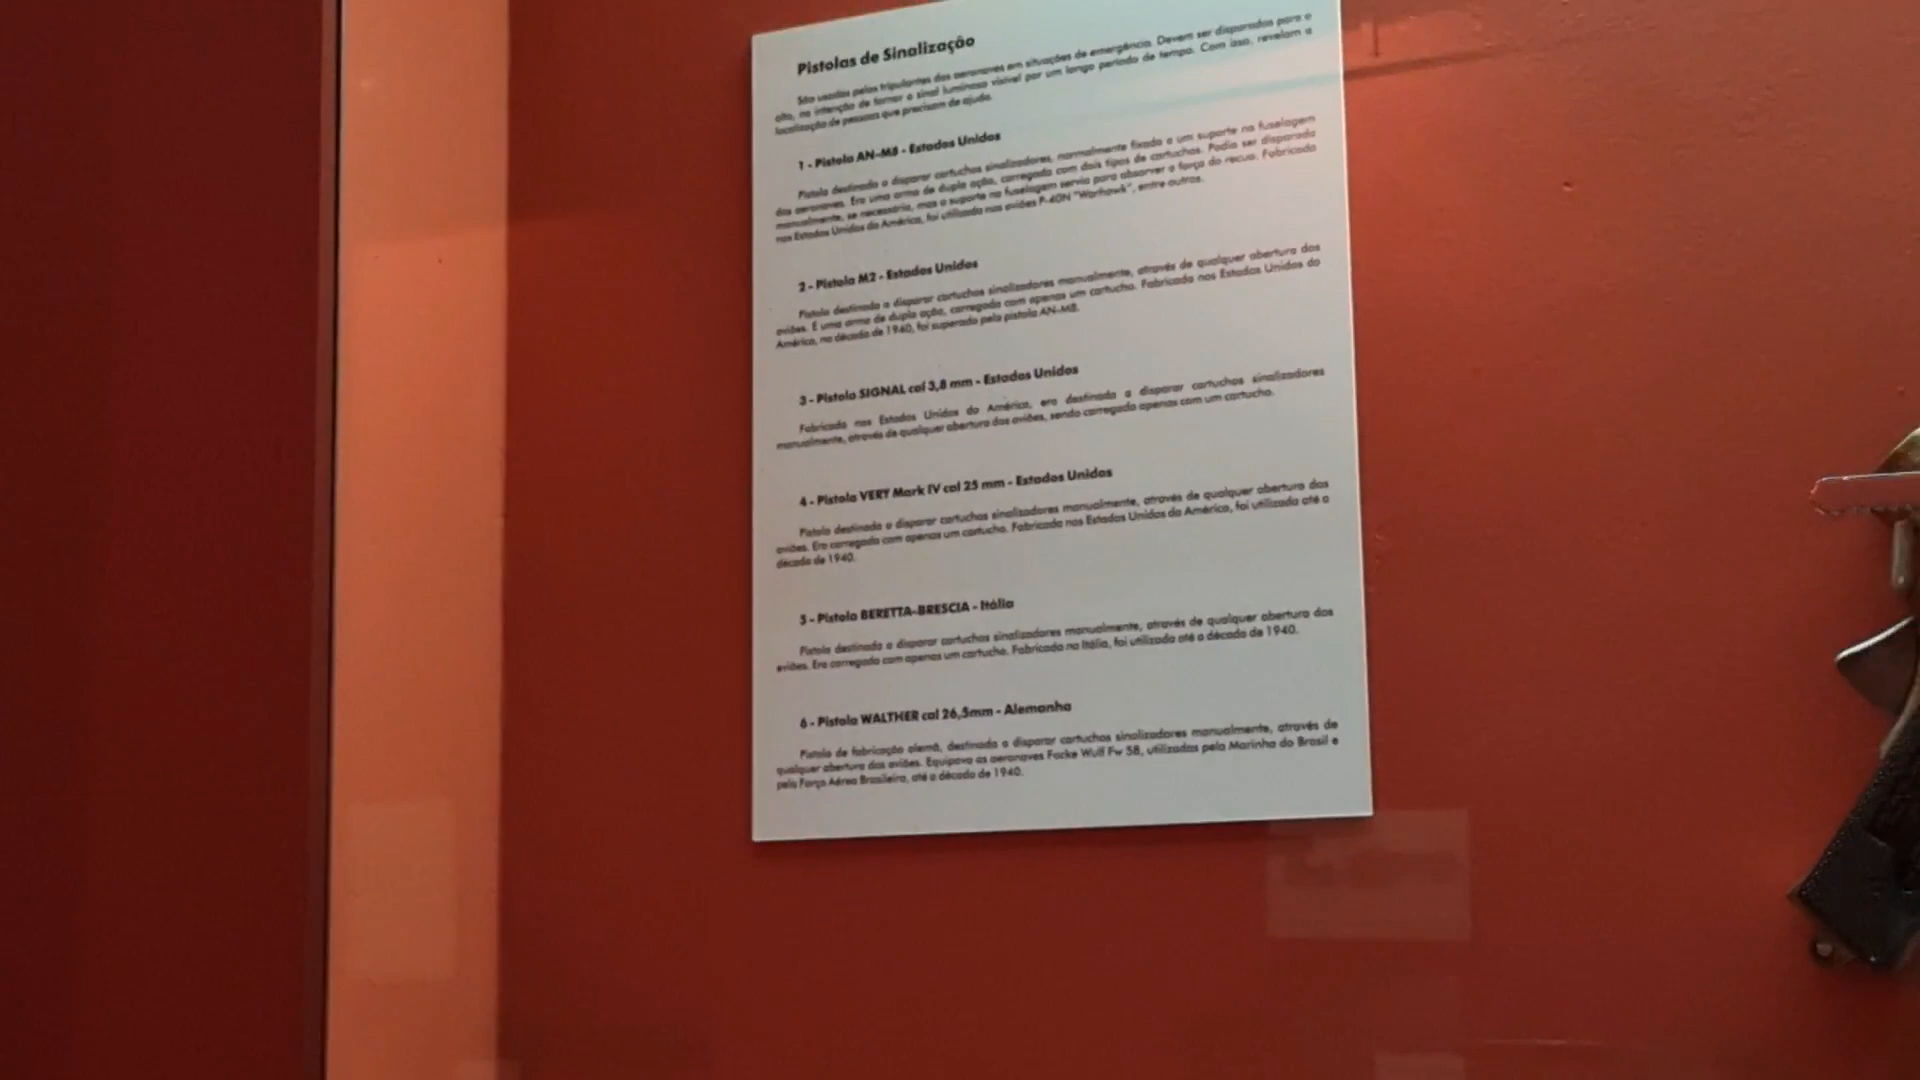 Pistolas de Sinalização
São usadas pelos tripulantes das aeronaves em situações de emergência. Devem ser disparadas para o
alto, na intenção de tornar o sinal luminoso visível por um longo período de tempo. Com isso, revelam a
localização de pessoas que precisam de ajuda.
1 - Pistola AN-M8 - Estados Unidos
Pistola destinada a disparar cartuchos sinalizadores, normalmente fixada a um suporte na fuselagem
das aeronaves. Era uma arma de dupla ação, carregada com dois tipos de cartuchos. Podia ser disparada
manualmente, se necessário, mas o suporte na fuselagem servia para absorver a força do recuo. Fabricada
nos Estados Unidos da América, foi utilizada nos aviões P-40N "Warhawk", entre outros.
2 - Pistola M2 - Estados Unidos
Pistola destinada a disparar cartuchos sinalizadores manualmente, através de qualquer abertura dos
aviões. É uma arma de dupla ação, carregada com apenas um cartucho. Fabricada nos Estados Unidos da
América, na década de 1940, foi superada pela pistola AN-M8.
3 - Pistola SIGNAL cal 3,8 mm - Estados Unidos
Fabricada nos Estados Unidos da América, era destinada a disparar cartuchos sinalizadores
manualmente, através de qualquer abertura dos aviões, sendo carregada apenas com um cartucho.
4 - Pistola VERY Mark IV cal 25 mm - Estados Unidos
Pistola destinada a disparar cartuchos sinalizadores manualmente, através de qualquer abertura dos
aviões. Era carregada com apenas um cartucho. Fabricada nos Estados Unidos da América, foi utilizada até a
década de 1940.
5 - Pistola BERETTA-BRESCIA - Itália
Pistola destinada a disparar cartuchos sinalizadores manualmente, através de qualquer abertura dos
aviões. Era carregada com apenas um cartucho. Fabricada na Itália, foi utilizada até a década de 1940.
6 - Pistola WALTHER cal 26,5mm - Alemanha
Pistola de fabricação alemã, destinada a disparar cartuchos sinalizadores manualmente, através de
qualquer abertura dos aviões. Equipava as aeronaves Focke Wulf Fw 58, utilizadas pela Marinha do Brasil e
pela Força Aérea Brasileira, até a década de 1940.